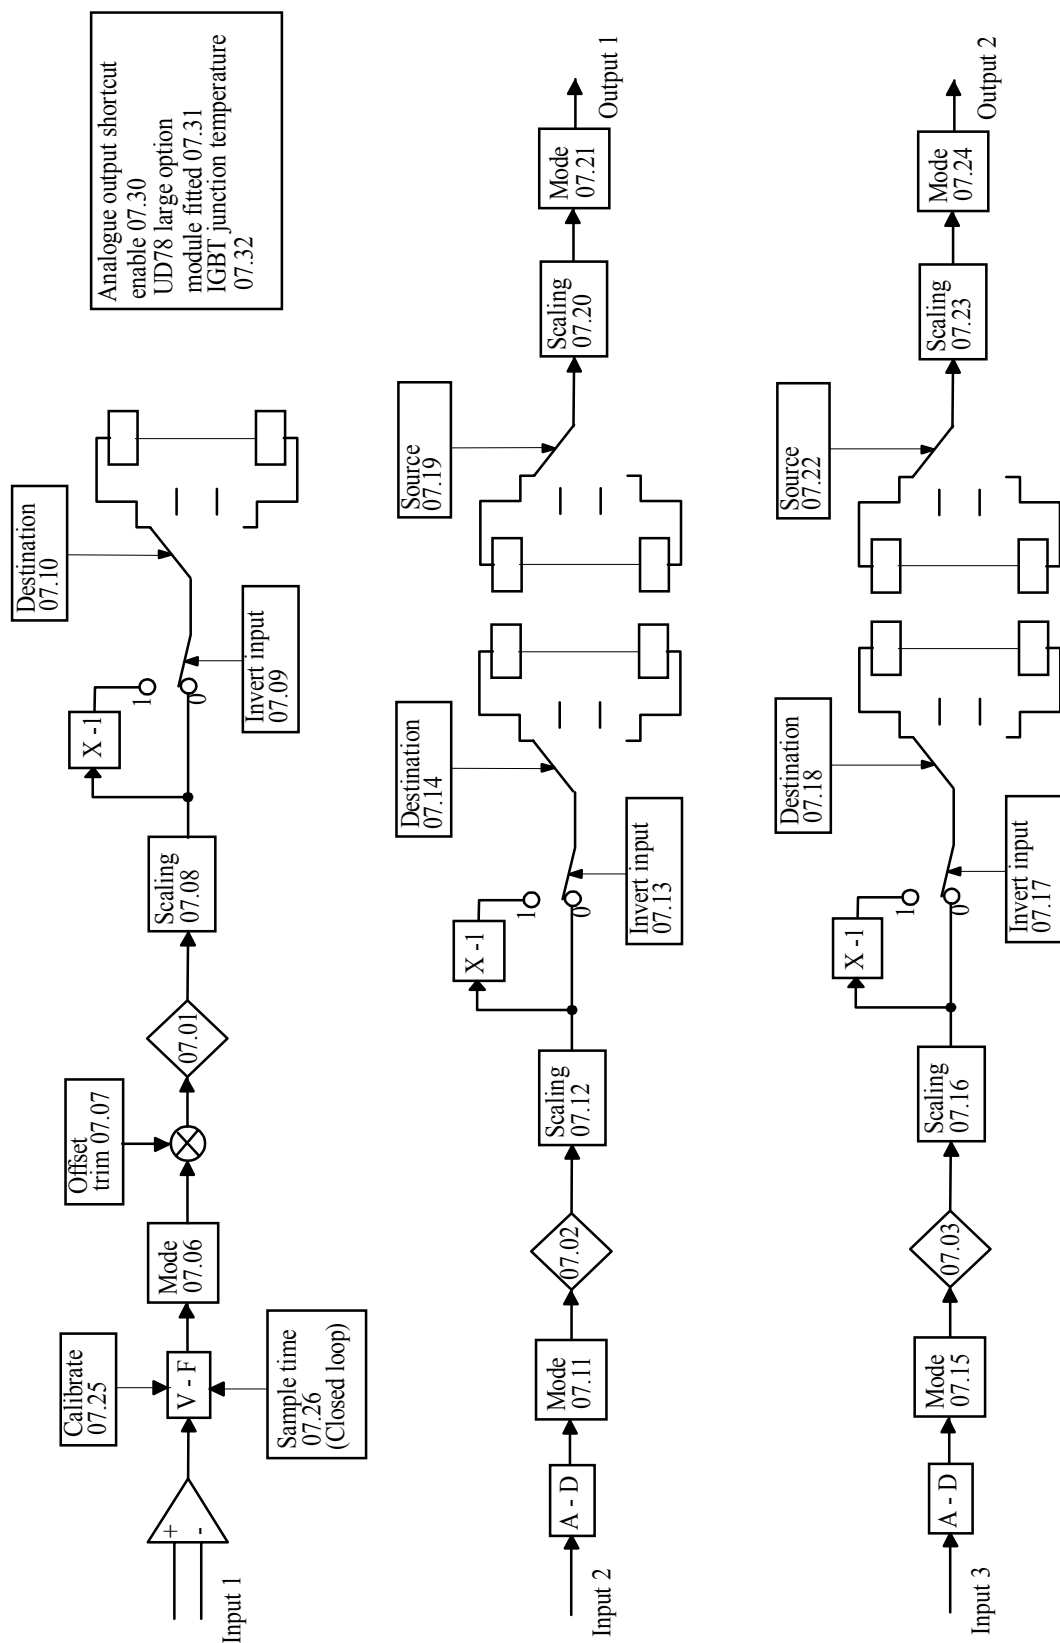 Input 1
+
-
V - F
Calibrate
07.25
Sample time
07.26
(Closed loop)
Mode
07.06
Offset
trim 07.07
07.01
Scaling
07.08
X -1
1
0
Invert input
07.09
Destination
07.10
Analogue output shortcut
enable 07.30
UD78 large option
module fitted 07.31
IGBT junction temperature
07.32
Input 2
A - D
Mode
07.11
07.02
Scaling
07.12
X -1
1
0
Invert input
07.13
Destination
07.14
Source
07.19
Scaling
07.20
Mode
07.21
Output 1
Input 3
A - D
Mode
07.15
07.03
Scaling
07.16
X -1
1
0
Invert input
07.17
Destination
07.18
Source
07.22
Scaling
07.23
Mode
07.24
Output 2